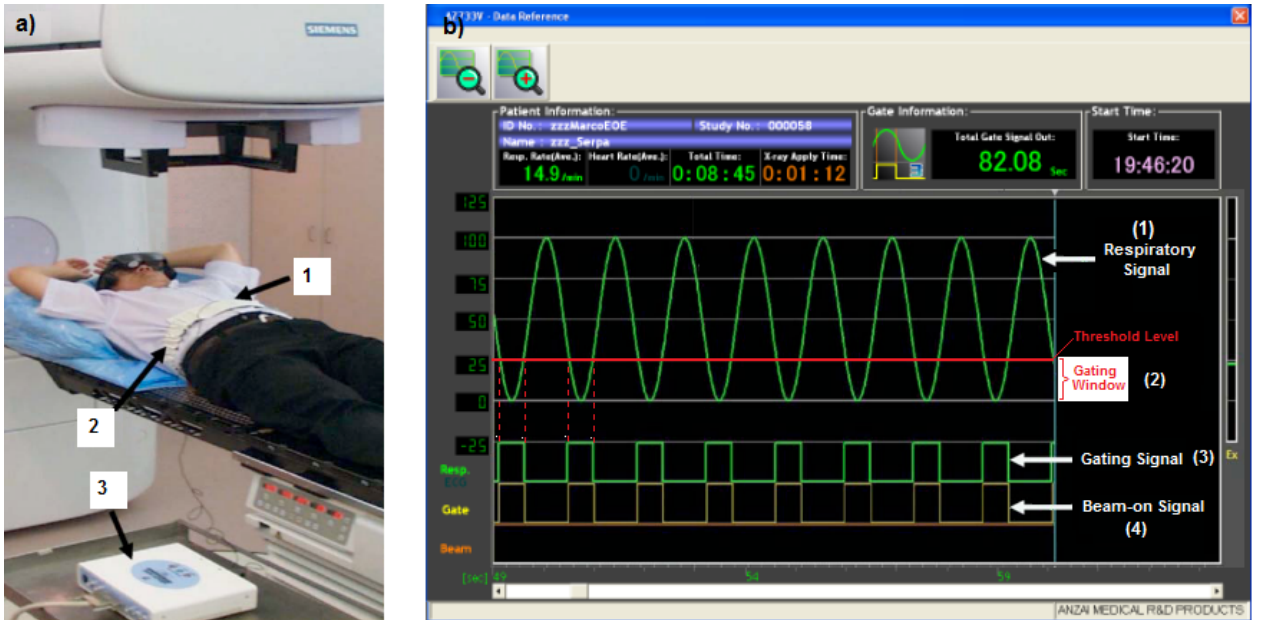 a)
SIEMENS
1
2
3
b)
AZ733V - Data Reference
Patient Information:
ID No.: zzzMarcoEOE Study No.: 000058
Name: zzz_Serpa
Resp. Rate(Ave.): Heart Rate(Ave.): Total Time: X-ray Apply Time:
14.9 /min 0 /min 0:08:45 0:01:12
Gate Information:
Total Gate Signal Out:
82.08 Sec
Start Time:
Start Time:
19:46:20
125
100
75
50
25
0
-25
(1)
Respiratory
Signal
Threshold Level
Gating
Window (2)
Gating Signal (3)
Beam-on Signal
(4)
Ex
Resp.
ECG
Gate
Beam
[sec] 49 54 59
ANZAI MEDICAL R&D PRODUCTS